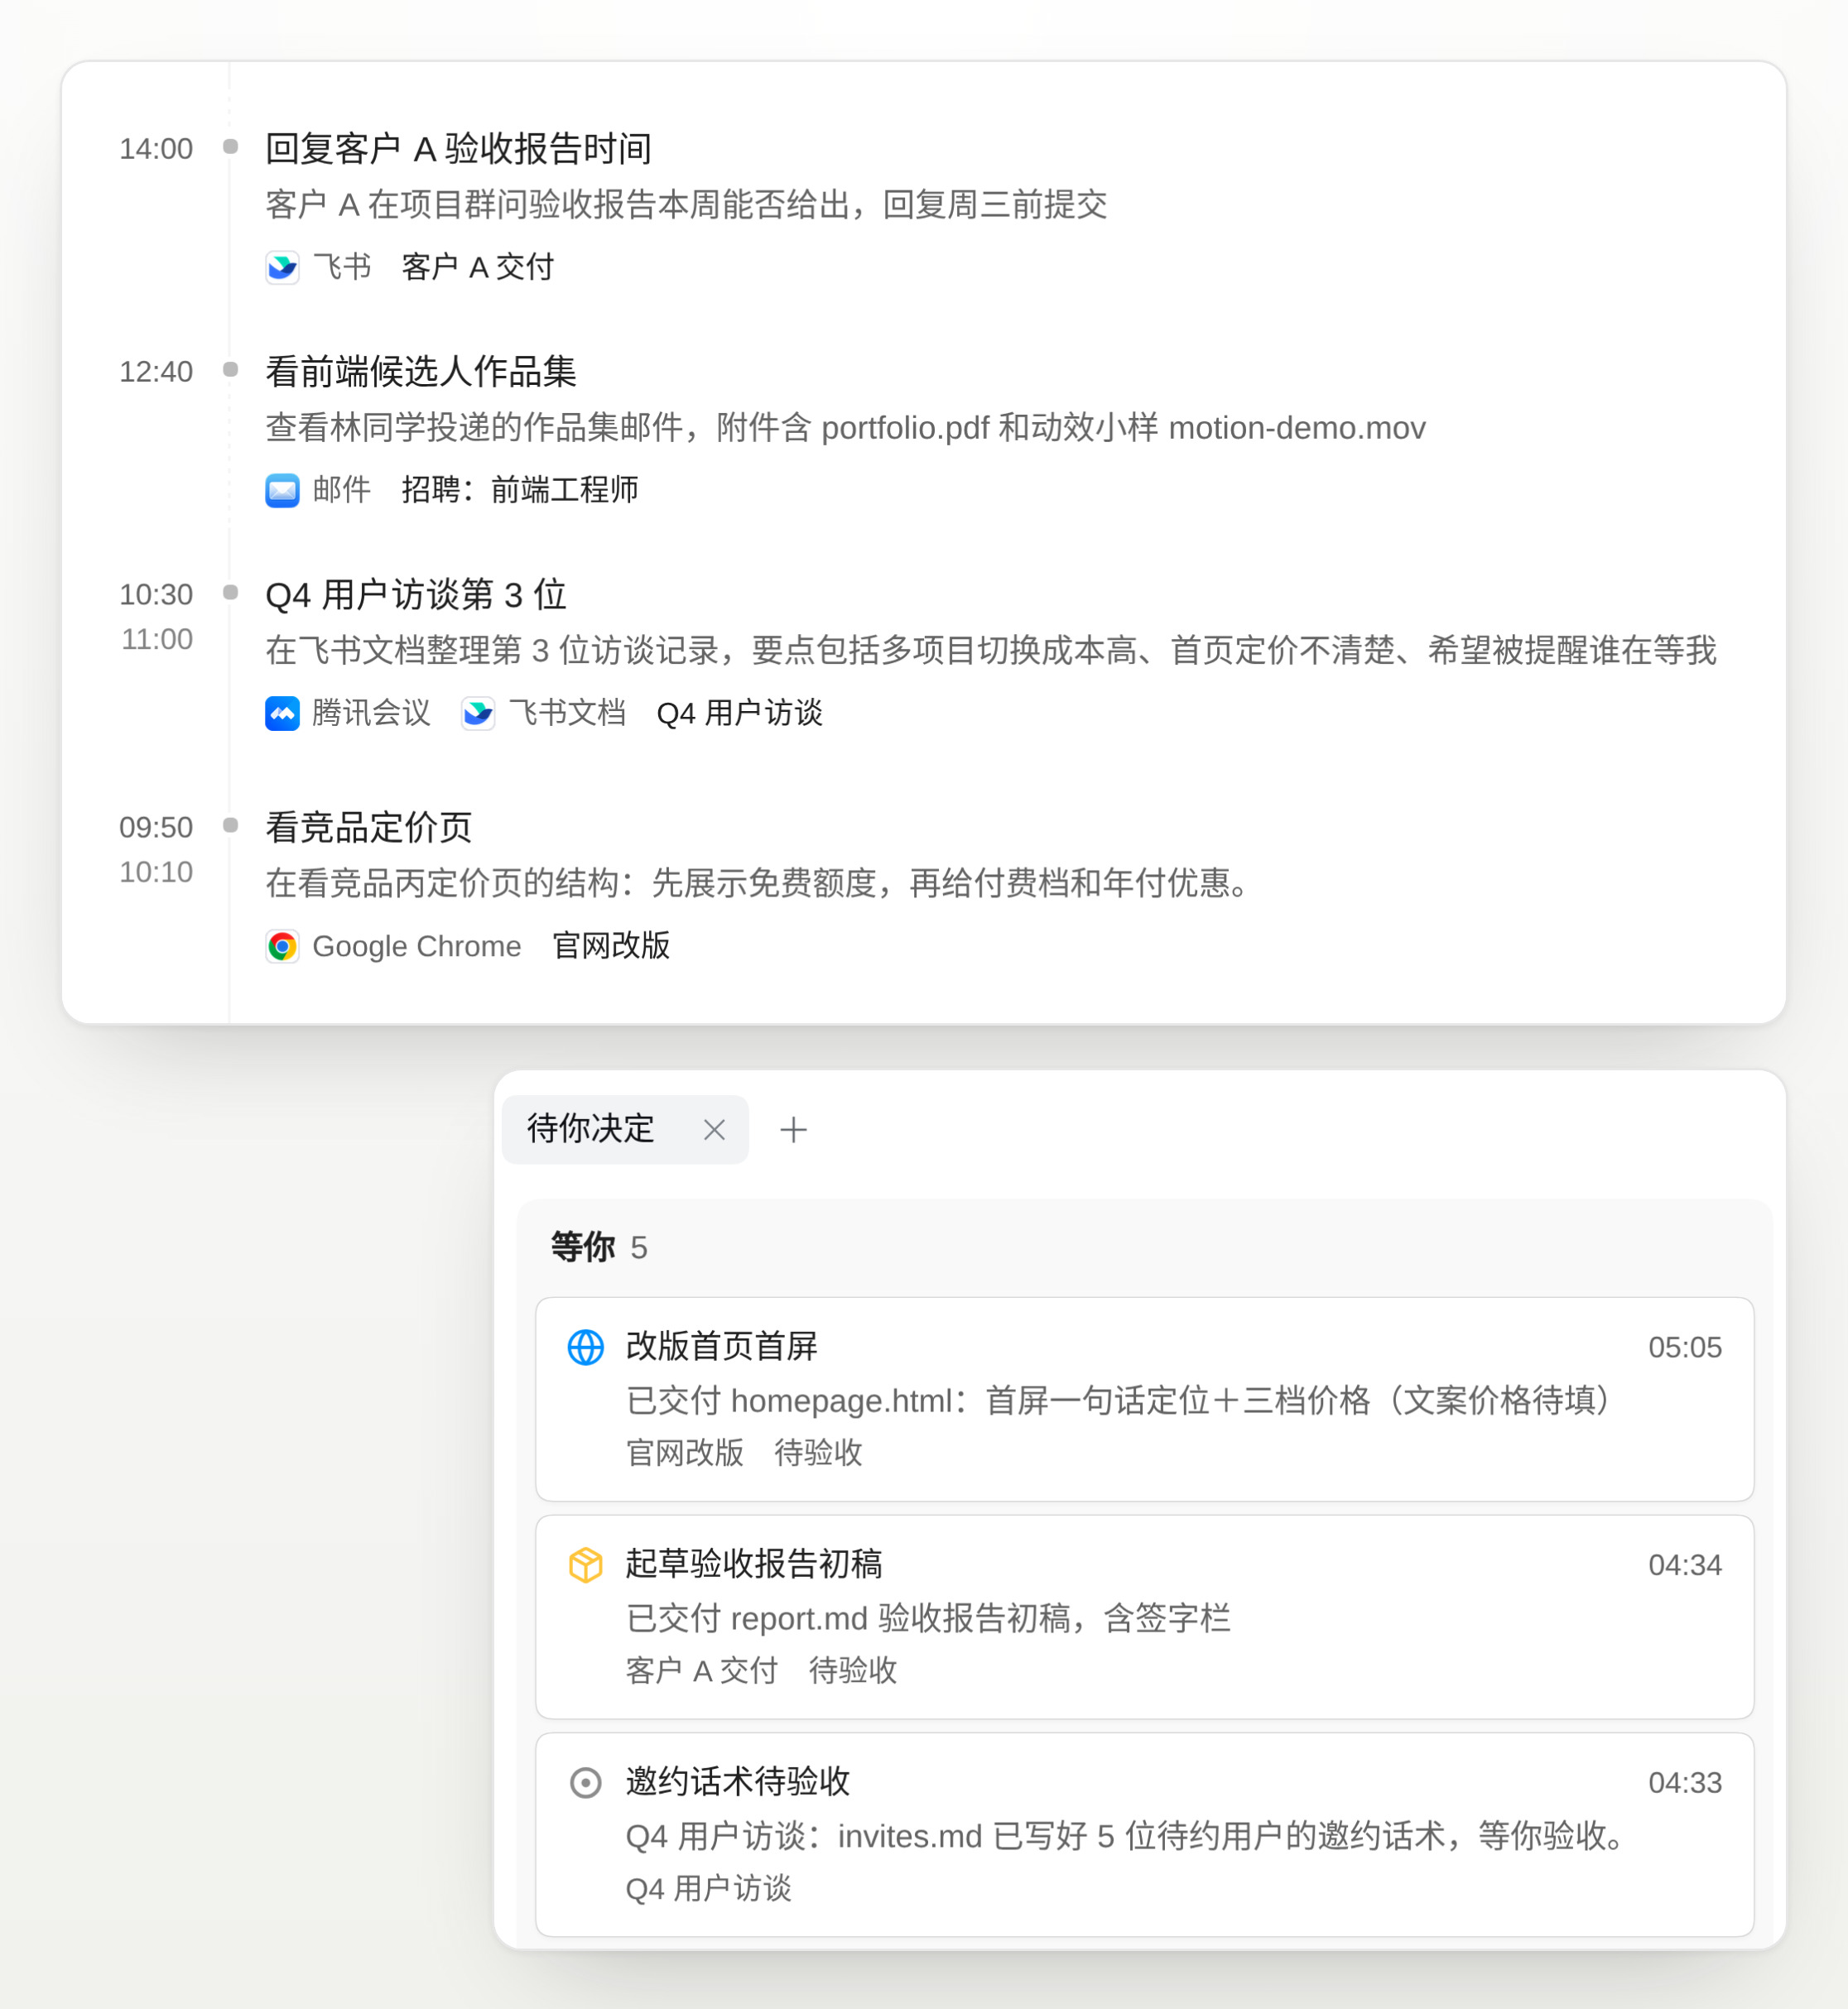 14:00
回复客户 A 验收报告时间
客户 A 在项目群问验收报告本周能否给出，回复周三前提交
飞书 客户 A 交付
12:40
看前端候选人作品集
查看林同学投递的作品集邮件，附件含 portfolio.pdf 和动效小样 motion-demo.mov
邮件 招聘：前端工程师
10:30
11:00
Q4 用户访谈第 3 位
在飞书文档整理第 3 位访谈记录，要点包括多项目切换成本高、首页定价不清楚、希望被提醒谁在等我
腾讯会议 飞书文档 Q4 用户访谈
09:50
10:10
看竞品定价页
在看竞品丙定价页的结构：先展示免费额度，再给付费档和年付优惠。
Google Chrome 官网改版
待你决定
等你 5
改版首页首屏 05:05
已交付 homepage.html：首屏一句话定位＋三档价格（文案价格待填）
官网改版 待验收
起草验收报告初稿 04:34
已交付 report.md 验收报告初稿，含签字栏
客户 A 交付 待验收
邀约话术待验收 04:33
Q4 用户访谈：invites.md 已写好 5 位待约用户的邀约话术，等你验收。
Q4 用户访谈